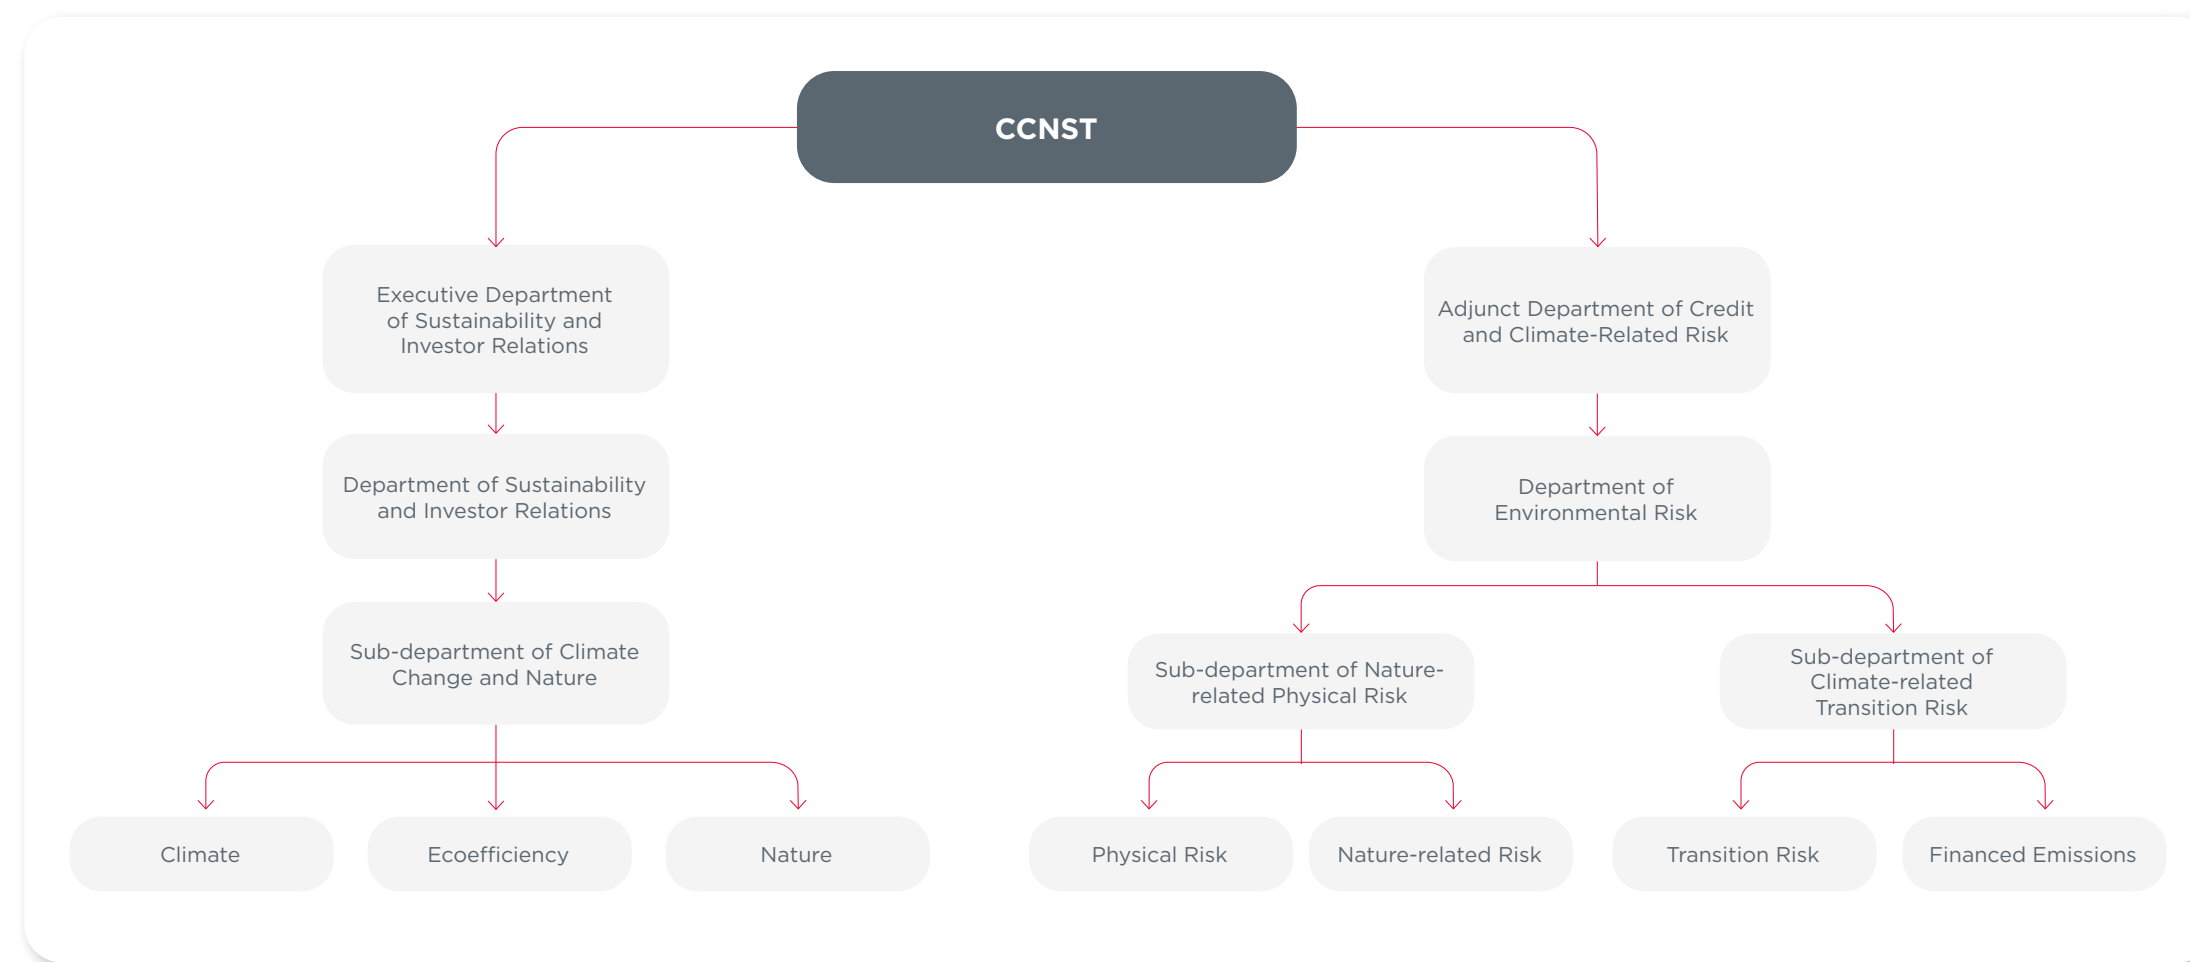 CCNST
Executive Department
of Sustainability and
Investor Relations
Adjunct Department of Credit
and Climate-Related Risk
Department of Sustainability
and Investor Relations
Department of
Environmental Risk
Sub-department of Climate
Change and Nature
Sub-department of Nature-
related Physical Risk
Sub-department of
Climate-related
Transition Risk
Climate
Ecoefficiency
Nature
Physical Risk
Nature-related Risk
Transition Risk
Financed Emissions